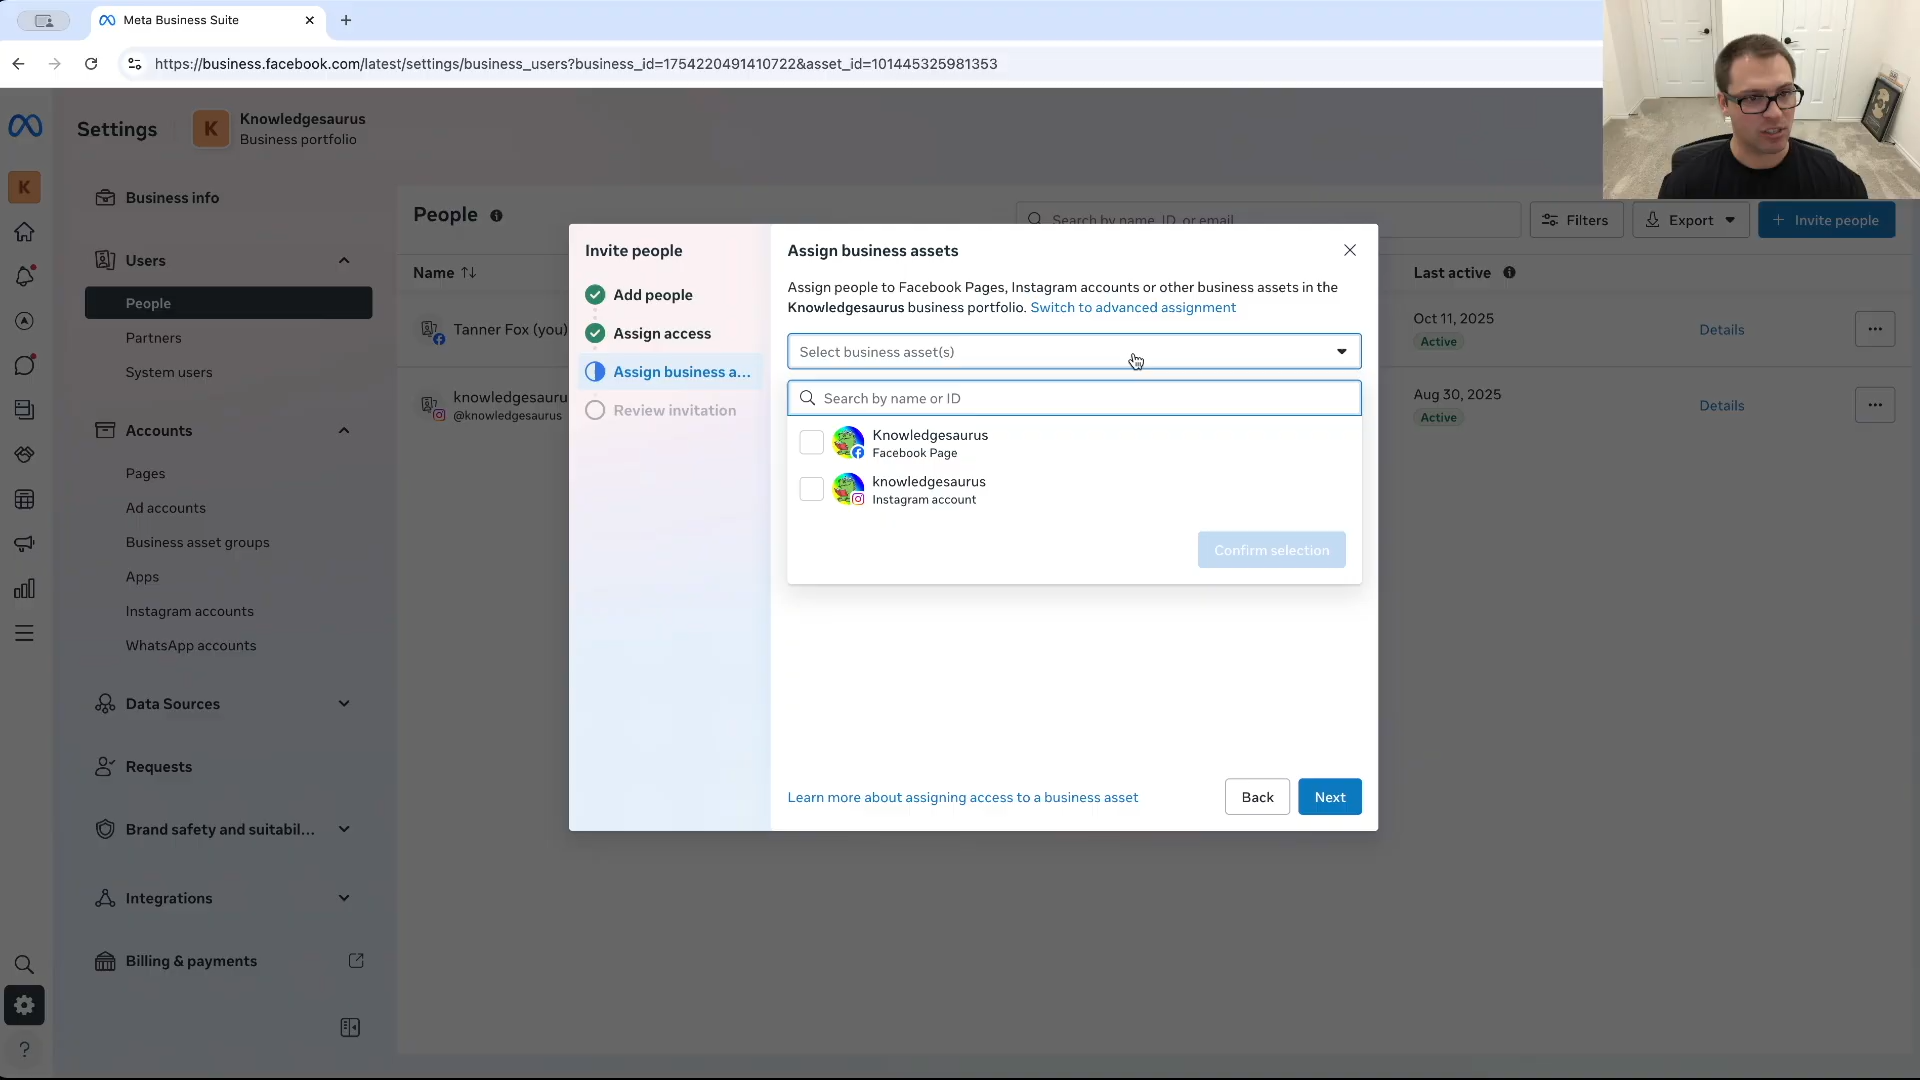 Meta Business Suite
https://business.facebook.com/latest/settings/business_users?business_id=1754220491410722&asset_id=101445325981353
Settings
K
Knowledgesaurus
Business portfolio
K
Business info
Users
People
Partners
System users
Accounts
Pages
Ad accounts
Business asset groups
Apps
Instagram accounts
WhatsApp accounts
Data Sources
Requests
Brand safety and suitabil...
Integrations
Billing & payments
People
Search by name, ID, or email
Filters
Export
+ Invite people
Name
Last active
Tanner Fox (you)
Oct 11, 2025
Active
Details
knowledgesauru
@knowledgesaurus
Aug 30, 2025
Active
Details
Invite people
Add people
Assign access
Assign business a...
Review invitation
Assign business assets
Assign people to Facebook Pages, Instagram accounts or other business assets in the
Knowledgesaurus business portfolio. Switch to advanced assignment
Select business asset(s)
Search by name or ID
Knowledgesaurus
Facebook Page
knowledgesaurus
Instagram account
Confirm selection
Learn more about assigning access to a business asset
Back
Next